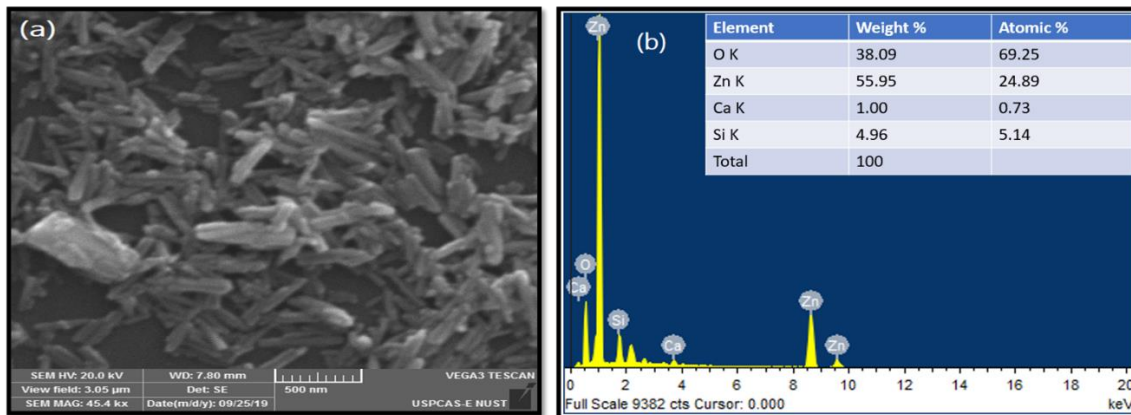 (a)
SEM HV: 20.0 kV WD: 7.80 mm VEGA3 TESCAN
View field: 3.05 µm Det: SE 500 nm
SEM MAG: 45.4 kx Date(m/d/y): 09/25/19 USPCAS-E NUST
(b)
Element Weight % Atomic %
O K 38.09 69.25
Zn K 55.95 24.89
Ca K 1.00 0.73
Si K 4.96 5.14
Total 100
Zn
O
Ca
Si
Ca
Zn
Zn
0 2 4 6 8 10 12 14 16 18 20
Full Scale 9382 cts Cursor: 0.000 keV